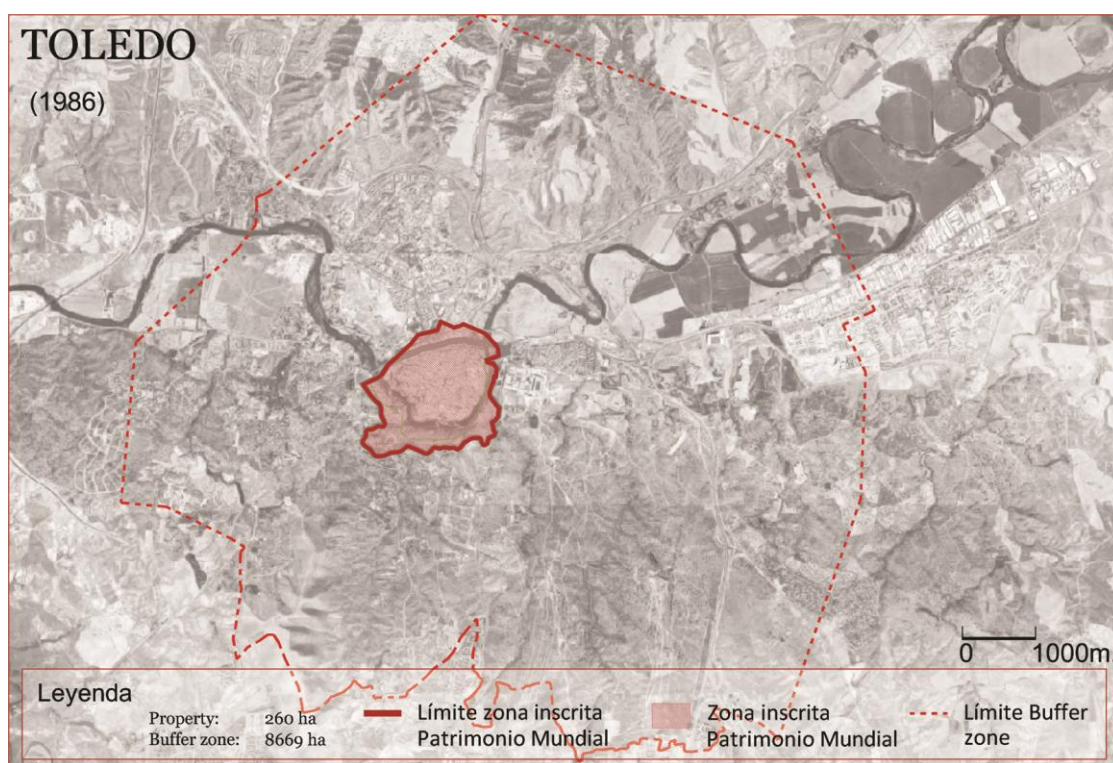 TOLEDO
(1986)
0 1000m
Leyenda
Property: 260 ha
Buffer zone: 8669 ha
Límite zona inscrita
Patrimonio Mundial
Zona inscrita
Patrimonio Mundial
Límite Buffer
zone